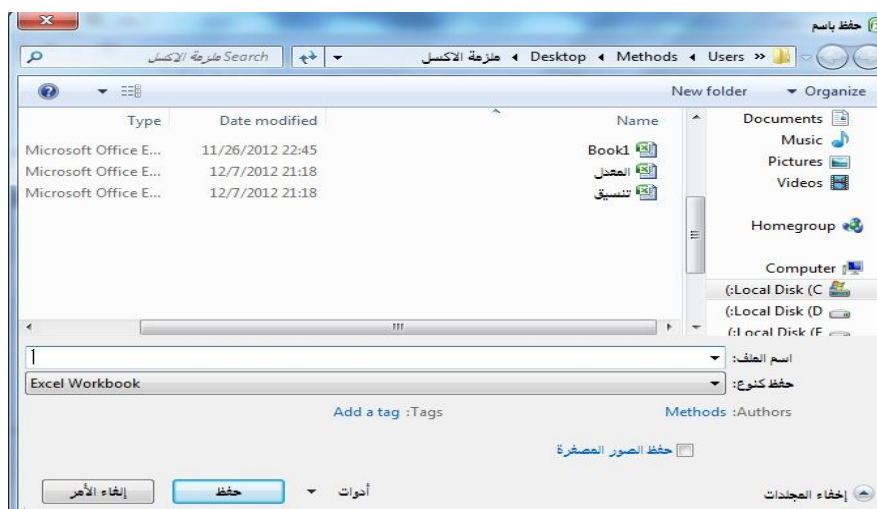 حفظ باسم
Users » ◄ Methods ◄ Desktop ◄ ملزمة الاكسل
Search ملزمة الاكسل
Organize ▼ New folder
Documents
Music
Pictures
Videos
Homegroup
Computer
(:Local Disk (C
(:Local Disk (D
(:Local Disk (E
Name Date modified Type
Book1 11/26/2012 22:45 Microsoft Office E...
المعدل 12/7/2012 21:18 Microsoft Office E...
تنسيق 12/7/2012 21:18 Microsoft Office E...
اسم الملف: 1
حفظ كنوع: Excel Workbook
Methods :Authors Add a tag :Tags
حفظ الصور المصغرة
إخفاء المجلدات أدوات حفظ إلغاء الأمر